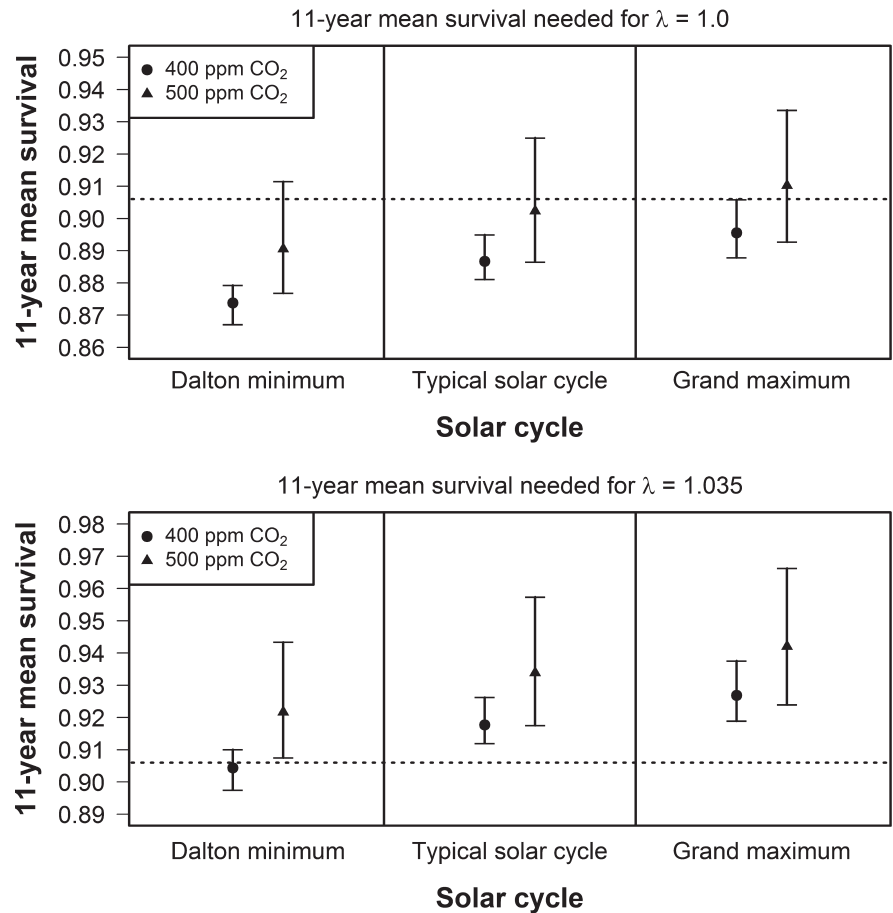 11-year mean survival needed for λ = 1.0
11-year mean survival
0.95
0.94
0.93
0.92
0.91
0.90
0.89
0.88
0.87
0.86
400 ppm CO₂
500 ppm CO₂
Dalton minimum
Typical solar cycle
Grand maximum
Solar cycle
11-year mean survival needed for λ = 1.035
11-year mean survival
0.98
0.97
0.96
0.95
0.94
0.93
0.92
0.91
0.90
0.89
400 ppm CO₂
500 ppm CO₂
Dalton minimum
Typical solar cycle
Grand maximum
Solar cycle